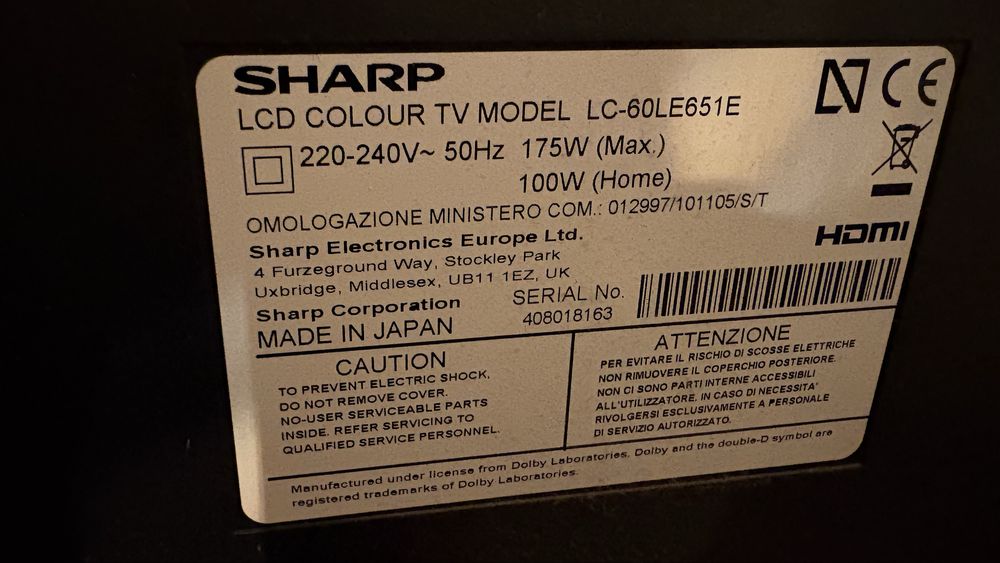 SHARP
LCD COLOUR TV MODEL LC-60LE651E
220-240V~ 50Hz 175W (Max.)
100W (Home)
OMOLOGAZIONE MINISTERO COM.: 012997/101105/S/T
HDMI
Sharp Electronics Europe Ltd.
4 Furzeground Way, Stockley Park
Uxbridge, Middlesex, UB11 1EZ, UK
Sharp Corporation
MADE IN JAPAN
SERIAL No.
408018163
CAUTION
TO PREVENT ELECTRIC SHOCK,
DO NOT REMOVE COVER.
NO-USER SERVICEABLE PARTS
INSIDE. REFER SERVICING TO
QUALIFIED SERVICE PERSONNEL.
ATTENZIONE
PER EVITARE IL RISCHIO DI SCOSSE ELETTRICHE
NON RIMUOVERE IL COPERCHIO POSTERIORE.
NON CI SONO PARTI INTERNE ACCESSIBILI
ALL'UTILIZZATORE. IN CASO DI NECESSITA'
RIVOLGERSI ESCLUSIVAMENTE A PERSONALE
DI SERVIZIO AUTORIZZATO.
Manufactured under license from Dolby Laboratories. Dolby and the double-D symbol are
registered trademarks of Dolby Laboratories.
CE